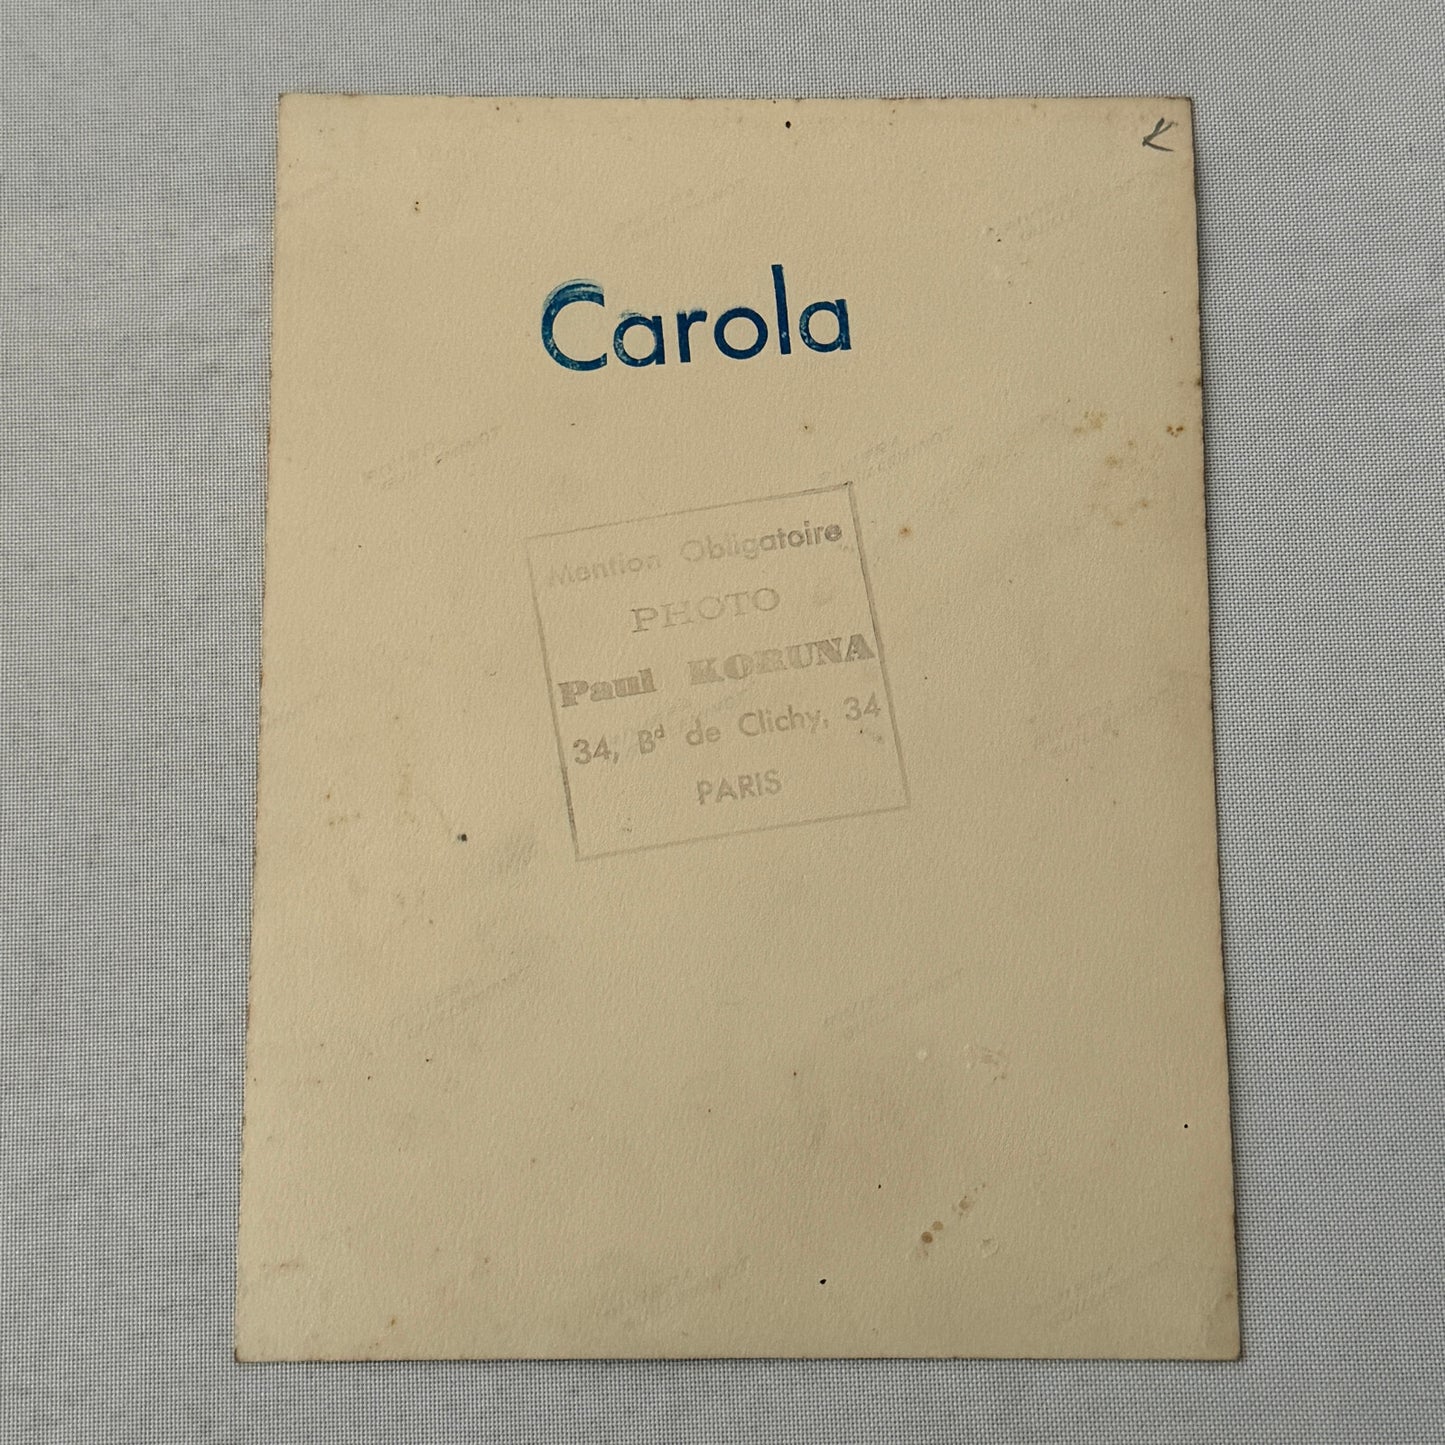 K
Carola
Mention Obligatoire
PHOTO
Paul KORUNA
34, Bd de Clichy, 34
PARIS